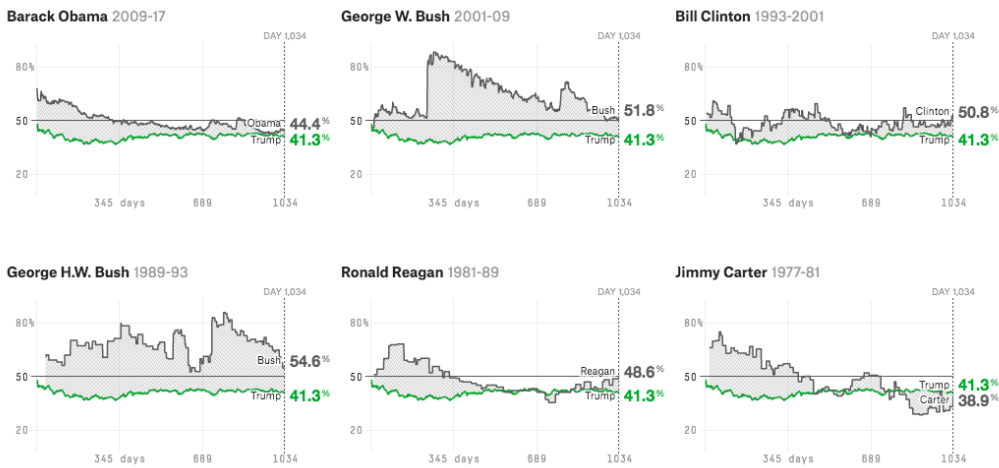 Barack Obama 2009-17
DAY 1,034
80%
50
20
Obama 44.4%
Trump 41.3%
345 days 689 1034
George W. Bush 2001-09
DAY 1,034
80%
50
20
Bush 51.8%
Trump 41.3%
345 days 689 1034
Bill Clinton 1993-2001
DAY 1,034
80%
50
20
Clinton 50.8%
Trump 41.3%
345 days 689 1034
George H.W. Bush 1989-93
DAY 1,034
80%
50
20
Bush 54.6%
Trump 41.3%
345 days 689 1034
Ronald Reagan 1981-89
DAY 1,034
80%
50
20
Reagan 48.6%
Trump 41.3%
345 days 689 1034
Jimmy Carter 1977-81
DAY 1,034
80%
50
20
Trump 41.3%
Carter 38.9%
345 days 689 1034